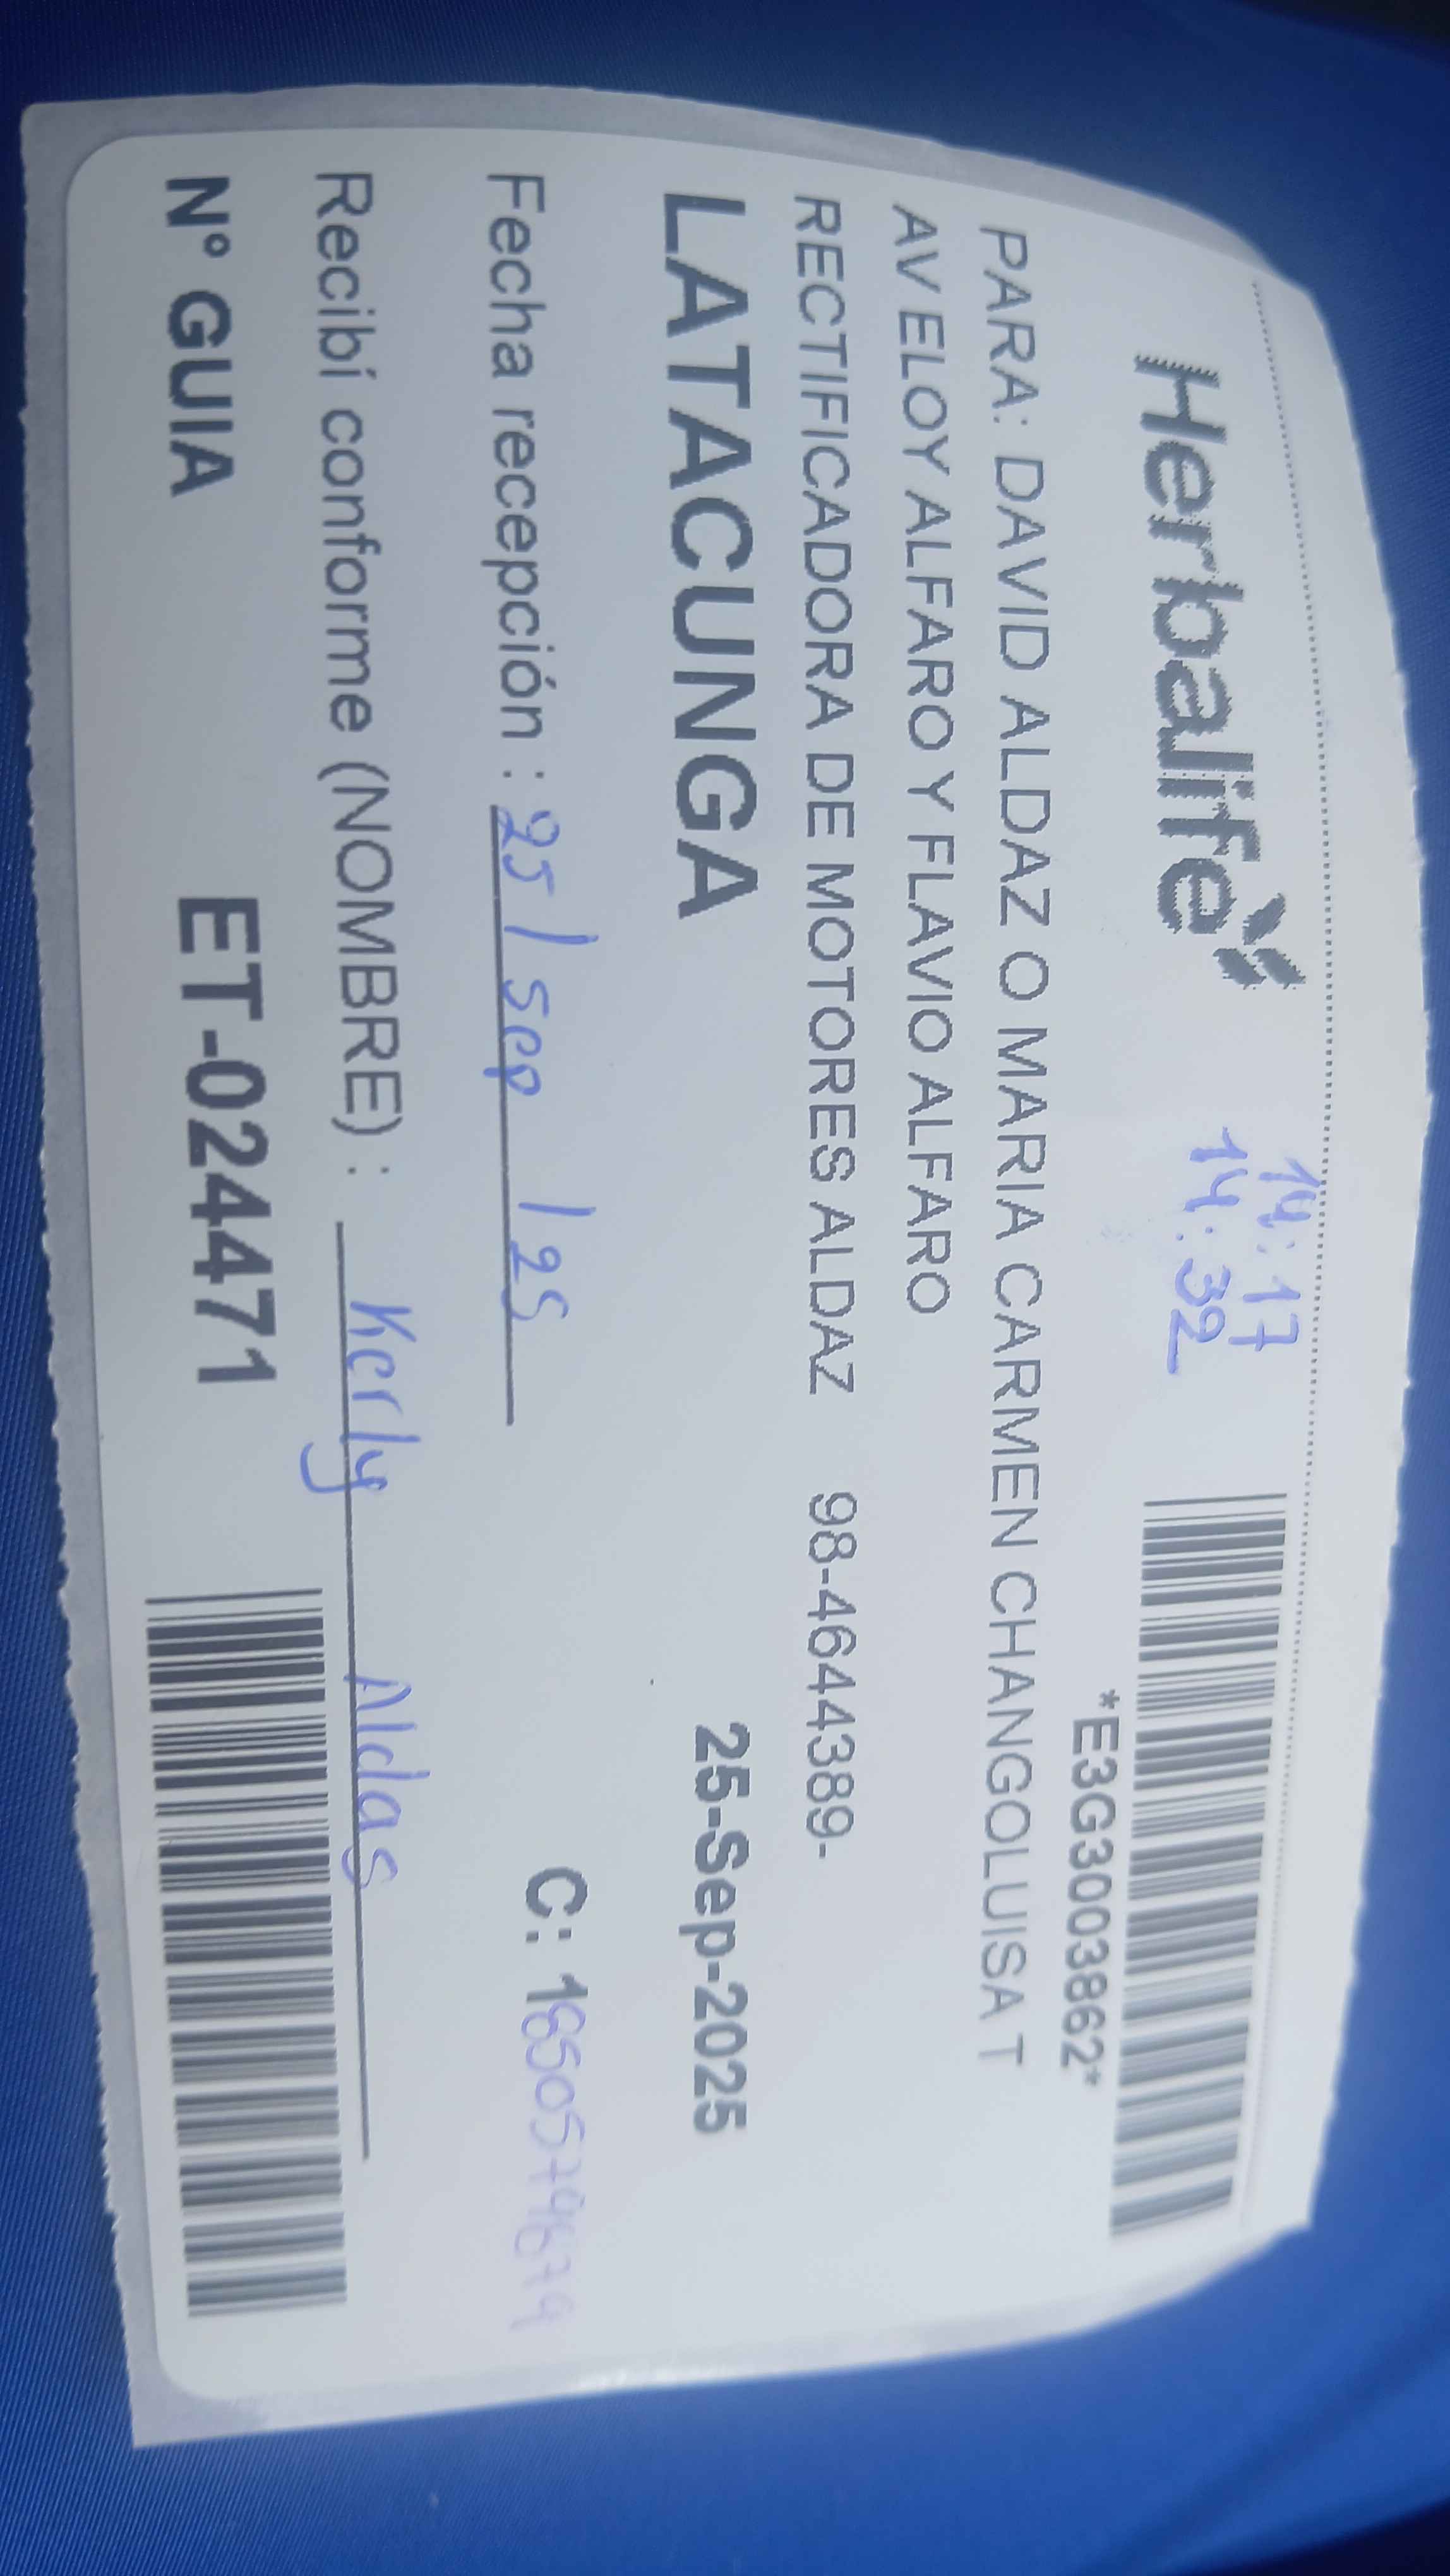 Herbalife
14:17
14:32
*E3G3003862*
PARA: DAVID ALDAZ O MARIA CARMEN CHANGOLUISA T
AV ELOY ALFARO Y FLAVIO ALFARO
RECTIFICADORA DE MOTORES ALDAZ 98-4644389-
LATACUNGA 25-Sep-2025
Fecha recepción : 25 / sep / 25 C: 1
Recibí conforme (NOMBRE) : Kerly Aldas
N° GUIA ET-024471